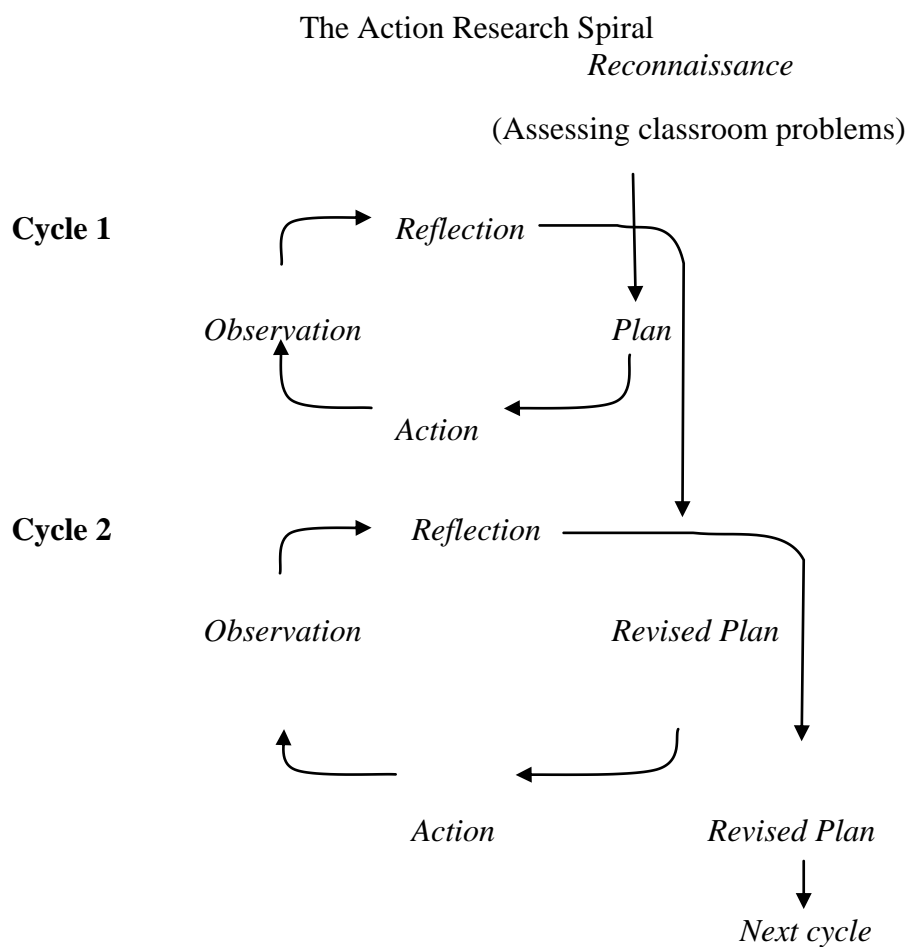 The Action Research Spiral
Reconnaissance
(Assessing classroom problems)
Cycle 1 Reflection
Observation Plan
Action
Cycle 2 Reflection
Observation Revised Plan
Action Revised Plan
Next cycle